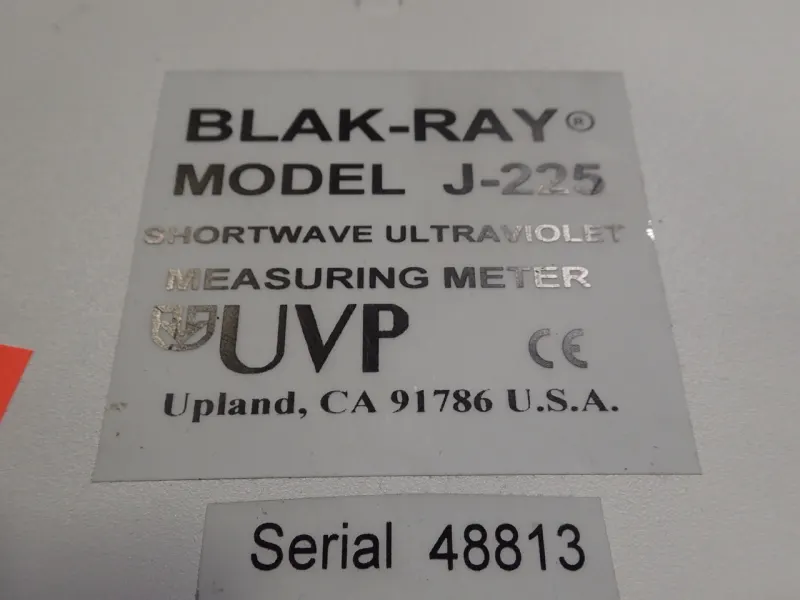 BLAK-RAY®
MODEL J-225
SHORTWAVE ULTRAVIOLET
MEASURING METER
UVP CE
Upland, CA 91786 U.S.A.
Serial 48813